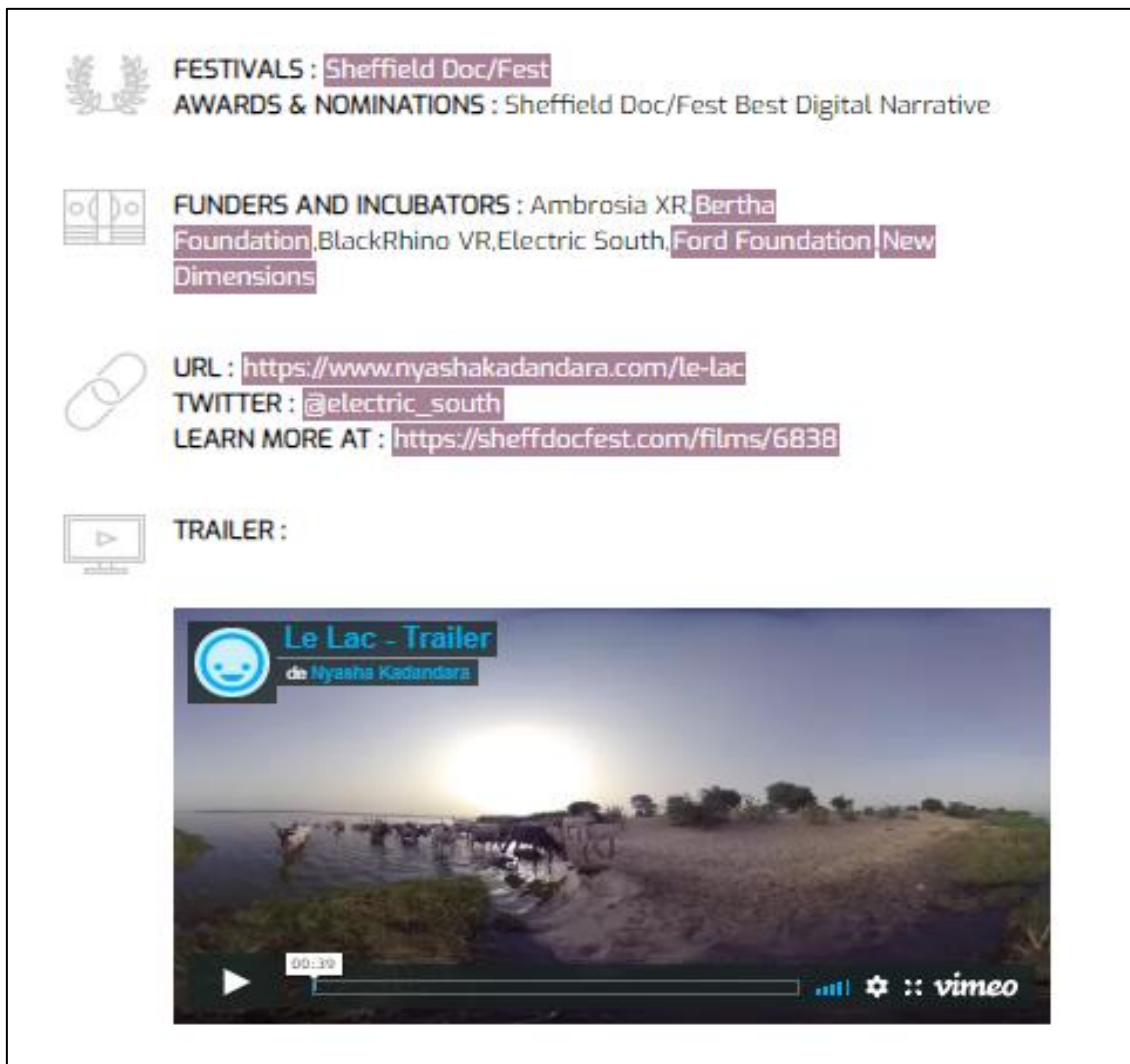 FESTIVALS : Sheffield Doc/Fest
AWARDS & NOMINATIONS : Sheffield Doc/Fest Best Digital Narrative
FUNDERS AND INCUBATORS : Ambrosia XR,Bertha
Foundation,BlackRhino VR,Electric South,Ford Foundation,New
Dimensions
URL : https://www.nyashakadandara.com/le-lac
TWITTER : @electric_south
LEARN MORE AT : https://sheffdocfest.com/films/6838
TRAILER :
Le Lac - Trailer
de Nyasha Kadandara
00:39
vimeo